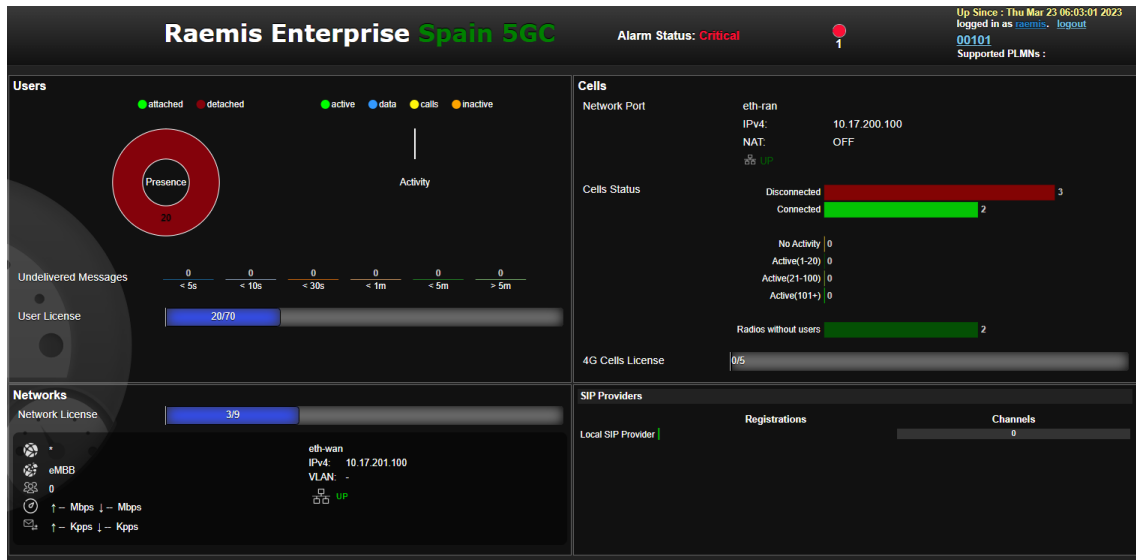 Raemis Enterprise Spain 5GC
Alarm Status: Critical
1
Up Since : Thu Mar 23 06:03:01 2023
logged in as raemis. logout
00101
Supported PLMNs :
Users
attached detached
active data calls inactive
Presence
20
Activity
Undelivered Messages
0 0 0 0 0 0
< 5s < 10s < 30s < 1m < 5m > 5m
User License 20/70
Cells
Network Port eth-ran
IPv4: 10.17.200.100
NAT: OFF
UP
Cells Status
Disconnected 3
Connected 2
No Activity 0
Active(1-20) 0
Active(21-100) 0
Active(101+) 0
Radios without users 2
4G Cells License 0/5
Networks
Network License 3/9
*
eMBB
0
↑ -- Mbps ↓ -- Mbps
↑ -- Kpps ↓ -- Kpps
eth-wan
IPv4: 10.17.201.100
VLAN: -
UP
SIP Providers
Registrations Channels
Local SIP Provider 0